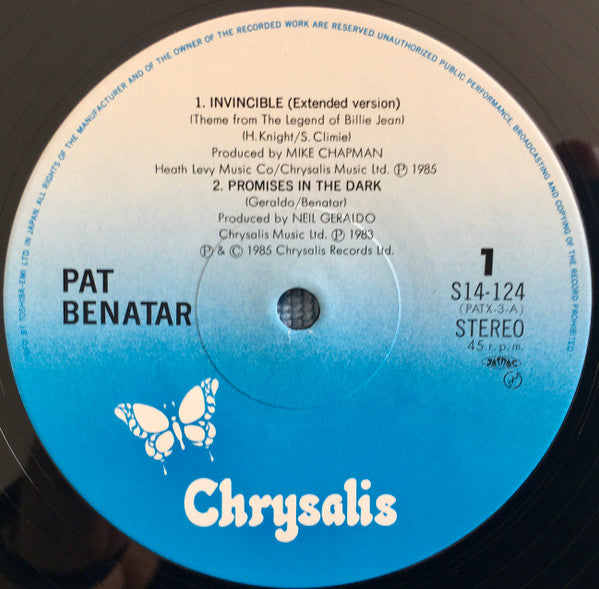 ALL RIGHTS OF THE MANUFACTURER AND OF THE OWNER OF THE RECORDED WORK ARE RESERVED. UNAUTHORIZED PUBLIC PERFORMANCE, BROADCASTING AND COPYING OF THE RECORD PROHIBITED
MFD BY TOSHIBA-EMI LTD. IN JAPAN.
1. INVINCIBLE (Extended version)
(Theme from The Legend of Billie Jean)
(H.Knight/S.Climie)
Produced by MIKE CHAPMAN
Heath Levy Music Co/Chrysalis Music Ltd. Ⓟ 1985
2. PROMISES IN THE DARK
(Geraldo/Benatar)
Produced by NEIL GERALDO
Chrysalis Music Ltd. Ⓟ 1983
Ⓟ & © 1985 Chrysalis Records Ltd.
PAT
BENATAR
1
S14-124
(PATX-3-A)
STEREO
45 r.p.m.
JASRAC
Chrysalis